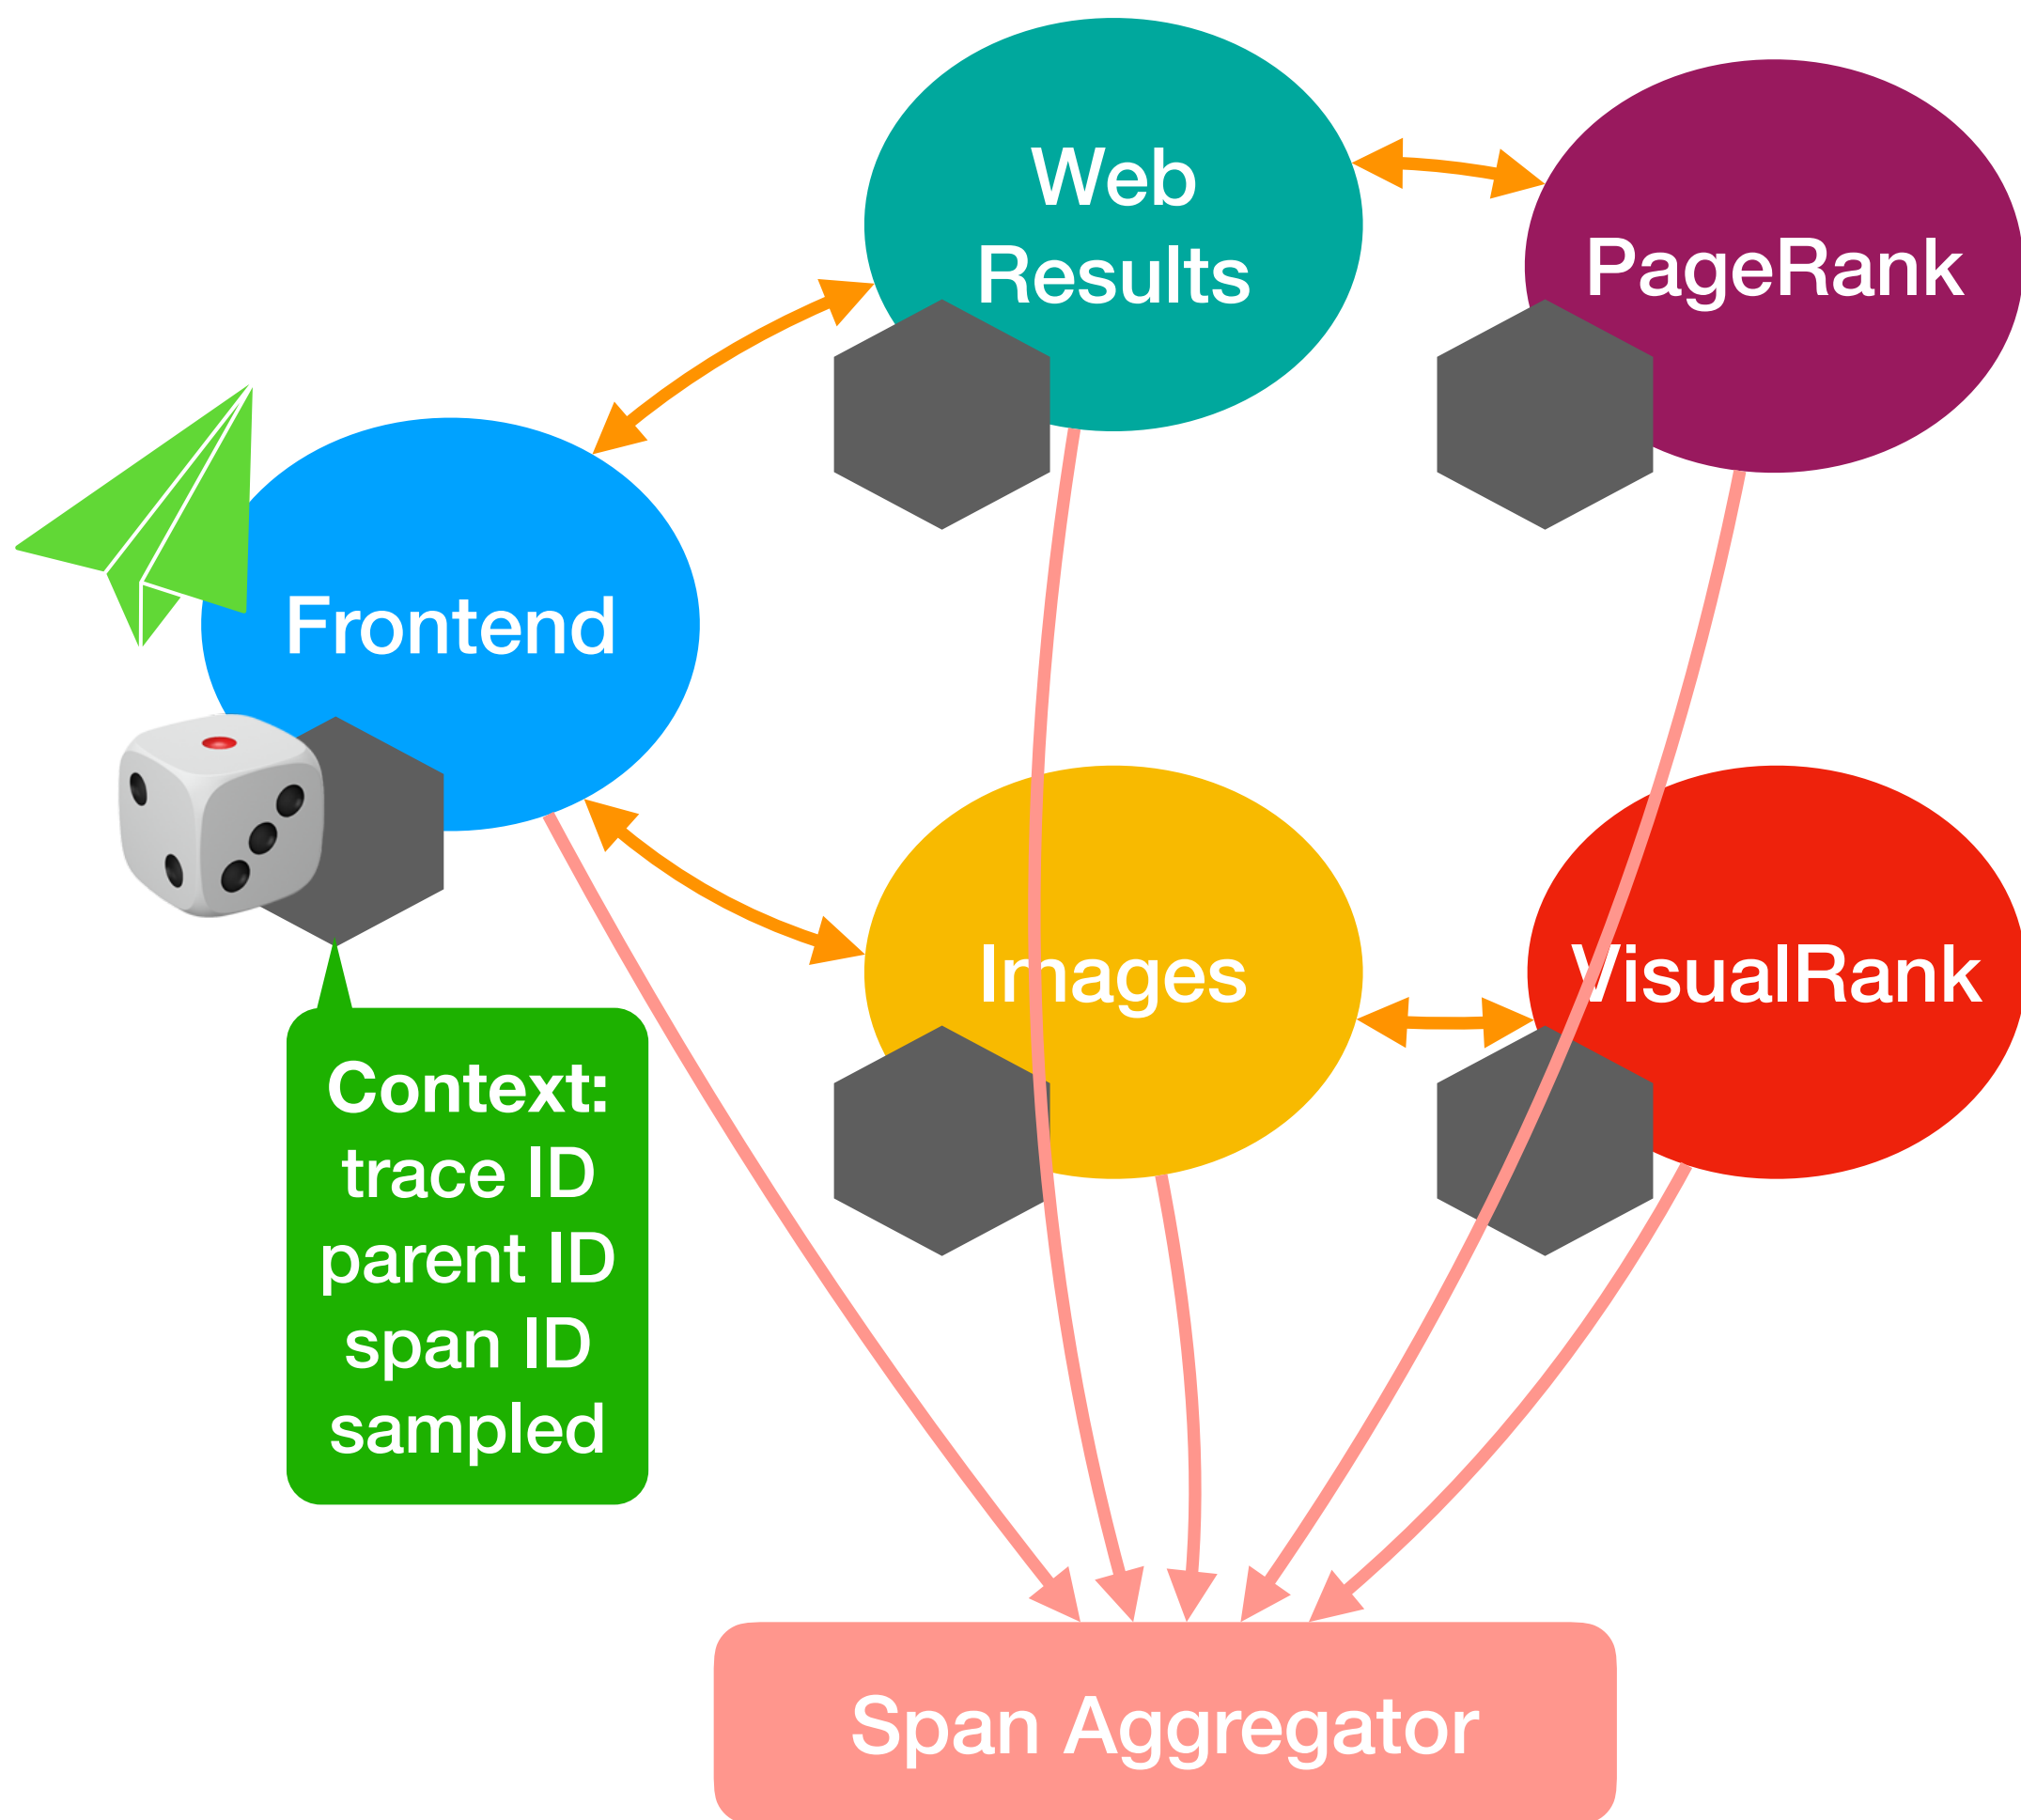 Web
Results
PageRank
Frontend
Images
VisualRank
Context:
trace ID
parent ID
span ID
sampled
Span Aggregator